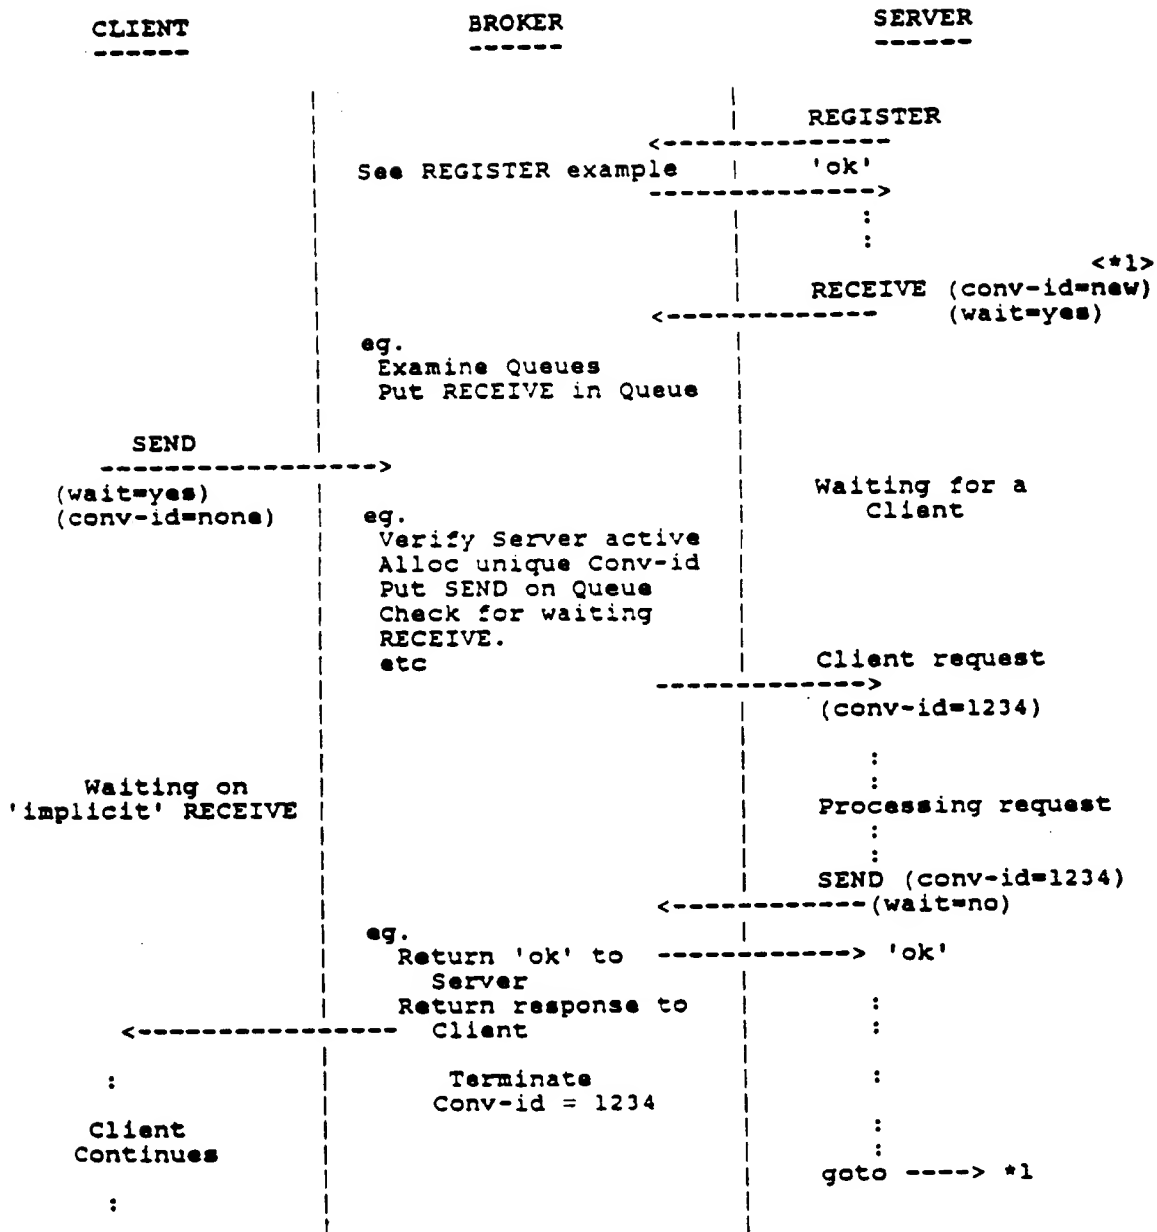 CLIENT BROKER SERVER
------ ------ ------
REGISTER
<---------------
See REGISTER example 'ok'
--------------->
:
:
<*1>
RECEIVE (conv-id=new)
<-------------- (wait=yes)
eg.
Examine Queues
Put RECEIVE in Queue
SEND
------------------>
(wait=yes)
(conv-id=none)
Waiting for a
Client
eg.
Verify Server active
Alloc unique Conv-id
Put SEND on Queue
Check for waiting
RECEIVE.
etc
Client request
-------------->
(conv-id=1234)
:
:
Waiting on
'implicit' RECEIVE
Processing request
:
:
SEND (conv-id=1234)
<-------------(wait=no)
eg.
Return 'ok' to -------------> 'ok'
Server
Return response to :
<----------------- Client :
: Terminate :
Conv-id = 1234
Client :
Continues :
goto ----> *1
: